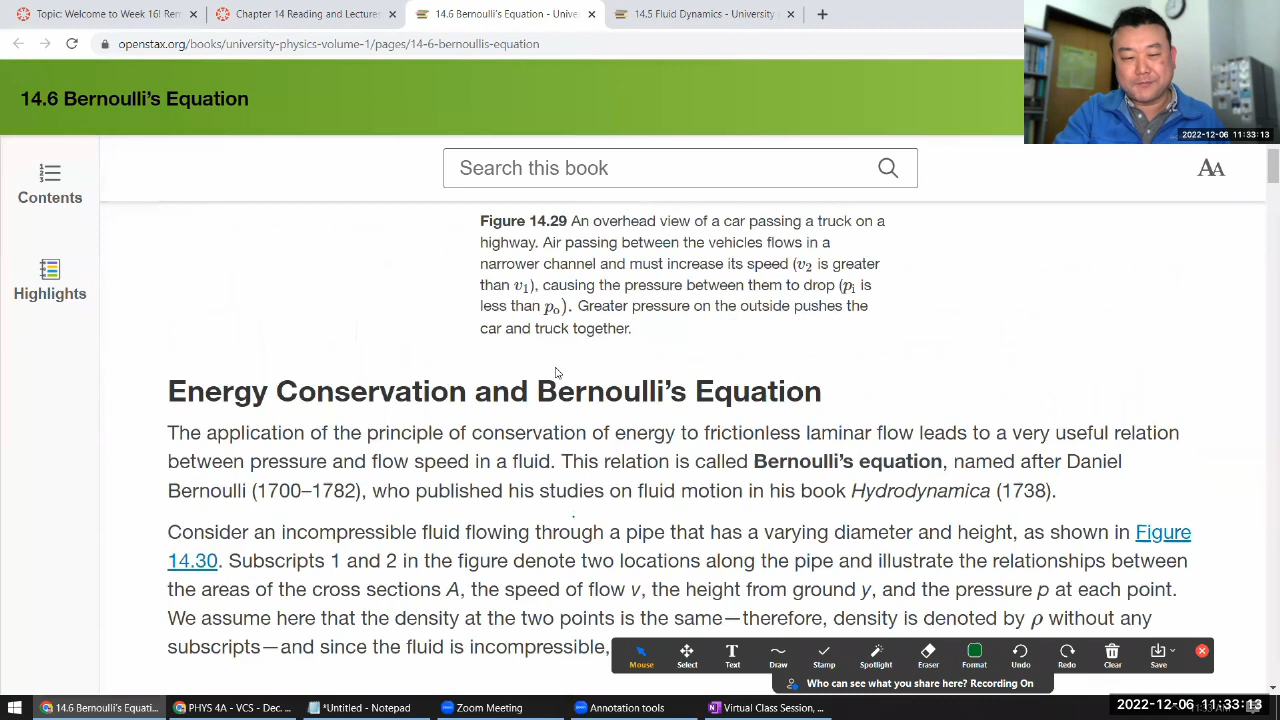 Topic: Welcome to Week 16! Rem
Chapter 14 Reading and Lectures
14.6 Bernoulli's Equation - Unive
14.5 Fluid Dynamics - University
openstax.org/books/university-physics-volume-1/pages/14-6-bernoullis-equation
2022-12-06 11:33:13
14.6 Bernoulli's Equation
Search this book
AA
Contents
Highlights
Figure 14.29 An overhead view of a car passing a truck on a
highway. Air passing between the vehicles flows in a
narrower channel and must increase its speed (v₂ is greater
than v₁), causing the pressure between them to drop (pᵢ is
less than pₒ). Greater pressure on the outside pushes the
car and truck together.
Energy Conservation and Bernoulli's Equation
The application of the principle of conservation of energy to frictionless laminar flow leads to a very useful relation
between pressure and flow speed in a fluid. This relation is called Bernoulli's equation, named after Daniel
Bernoulli (1700–1782), who published his studies on fluid motion in his book Hydrodynamica (1738).
Consider an incompressible fluid flowing through a pipe that has a varying diameter and height, as shown in Figure
14.30. Subscripts 1 and 2 in the figure denote two locations along the pipe and illustrate the relationships between
the areas of the cross sections A, the speed of flow v, the height from ground y, and the pressure p at each point.
We assume here that the density at the two points is the same—therefore, density is denoted by ρ without any
subscripts—and since the fluid is incompressible,
Mouse Select Text Draw Stamp Spotlight Eraser Format Undo Redo Clear Save
Who can see what you share here? Recording On
14.6 Bernoulli's Equati...
PHYS 4A - VCS - Dec ...
*Untitled - Notepad
Zoom Meeting
Annotation tools
Virtual Class Session, ...
2022-12-06 11:33:13